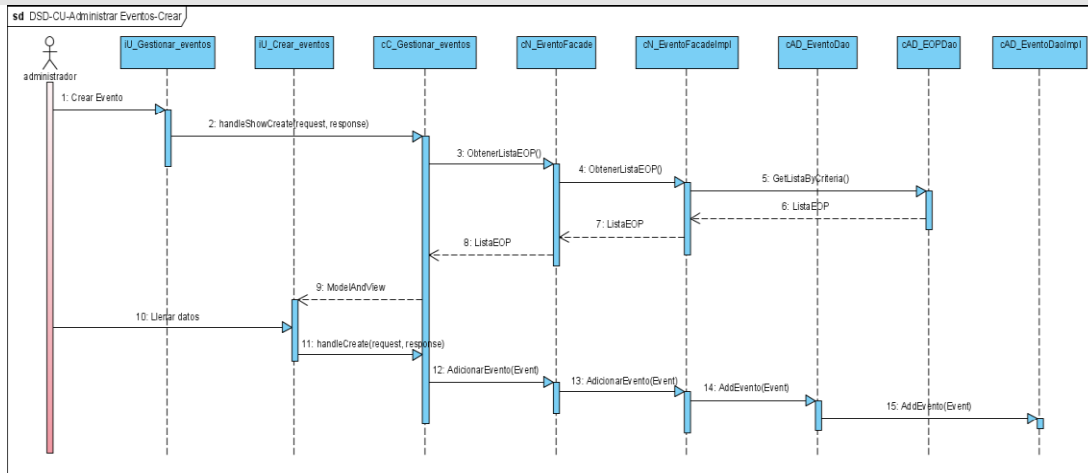 sd DSD-CU-Administrar Eventos-Crear
iU_Gestionar_eventos
iU_Crear_eventos
cC_Gestionar_eventos
cN_EventoFacade
cN_EventoFacadeImpl
cAD_EventoDao
cAD_EOPDao
cAD_EventoDaoImpl
administrador
1: Crear Evento
2: handleShowCreate(request, response)
3: ObtenerListaEOP()
4: ObtenerListaEOP()
5: GetListaByCriteria()
6: ListaEOP
7: ListaEOP
8: ListaEOP
9: ModelAndView
10: Llenar datos
11: handleCreate(request, response)
12: AdicionarEvento(Event)
13: AdicionarEvento(Event)
14: AddEvento(Event)
15: AddEvento(Event)